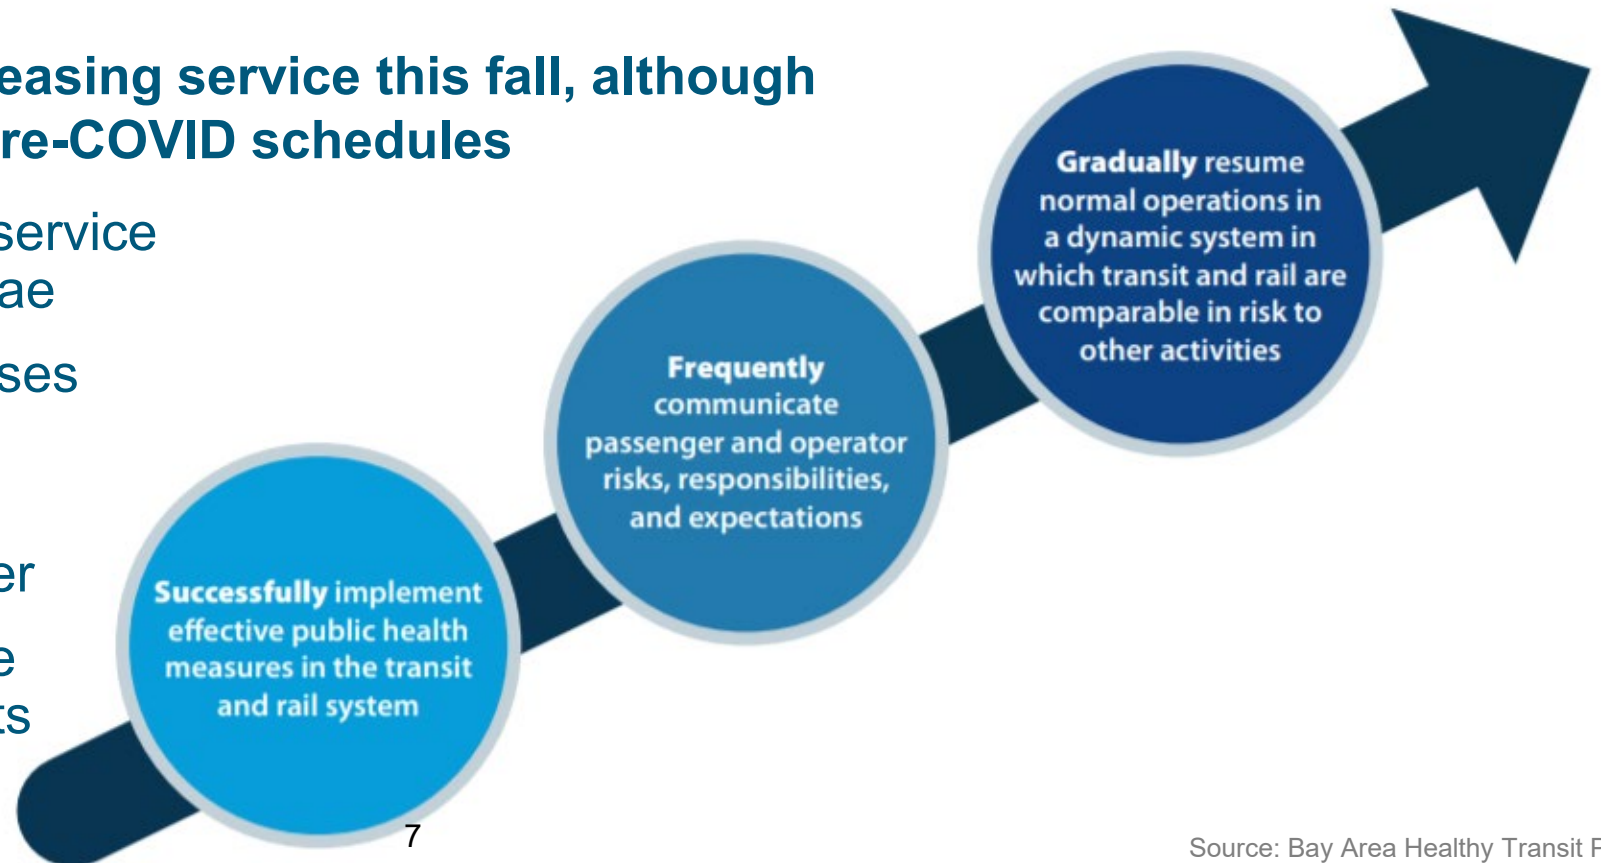 easing service this fall, although
re-COVID schedules
service
ae
ses
er
e
ts
Successfully implement
effective public health
measures in the transit
and rail system
Frequently
communicate
passenger and operator
risks, responsibilities,
and expectations
Gradually resume
normal operations in
a dynamic system in
which transit and rail are
comparable in risk to
other activities
7
Source: Bay Area Healthy Transit P